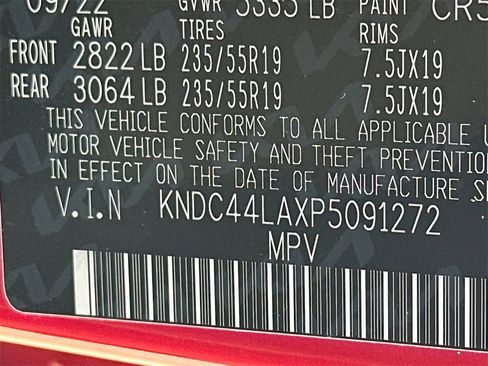 09/22 GVWR 5335 LB PAINT
GAWR TIRES RIMS
FRONT 2822 LB 235/55R19 7.5JX19
REAR 3064 LB 235/55R19 7.5JX19
THIS VEHICLE CONFORMS TO ALL APPLICABLE U
MOTOR VEHICLE SAFETY AND THEFT PREVENTION
IN EFFECT ON THE DATE OF MANUFACTURE S
V.I.N KNDC44LAXP5091272
MPV